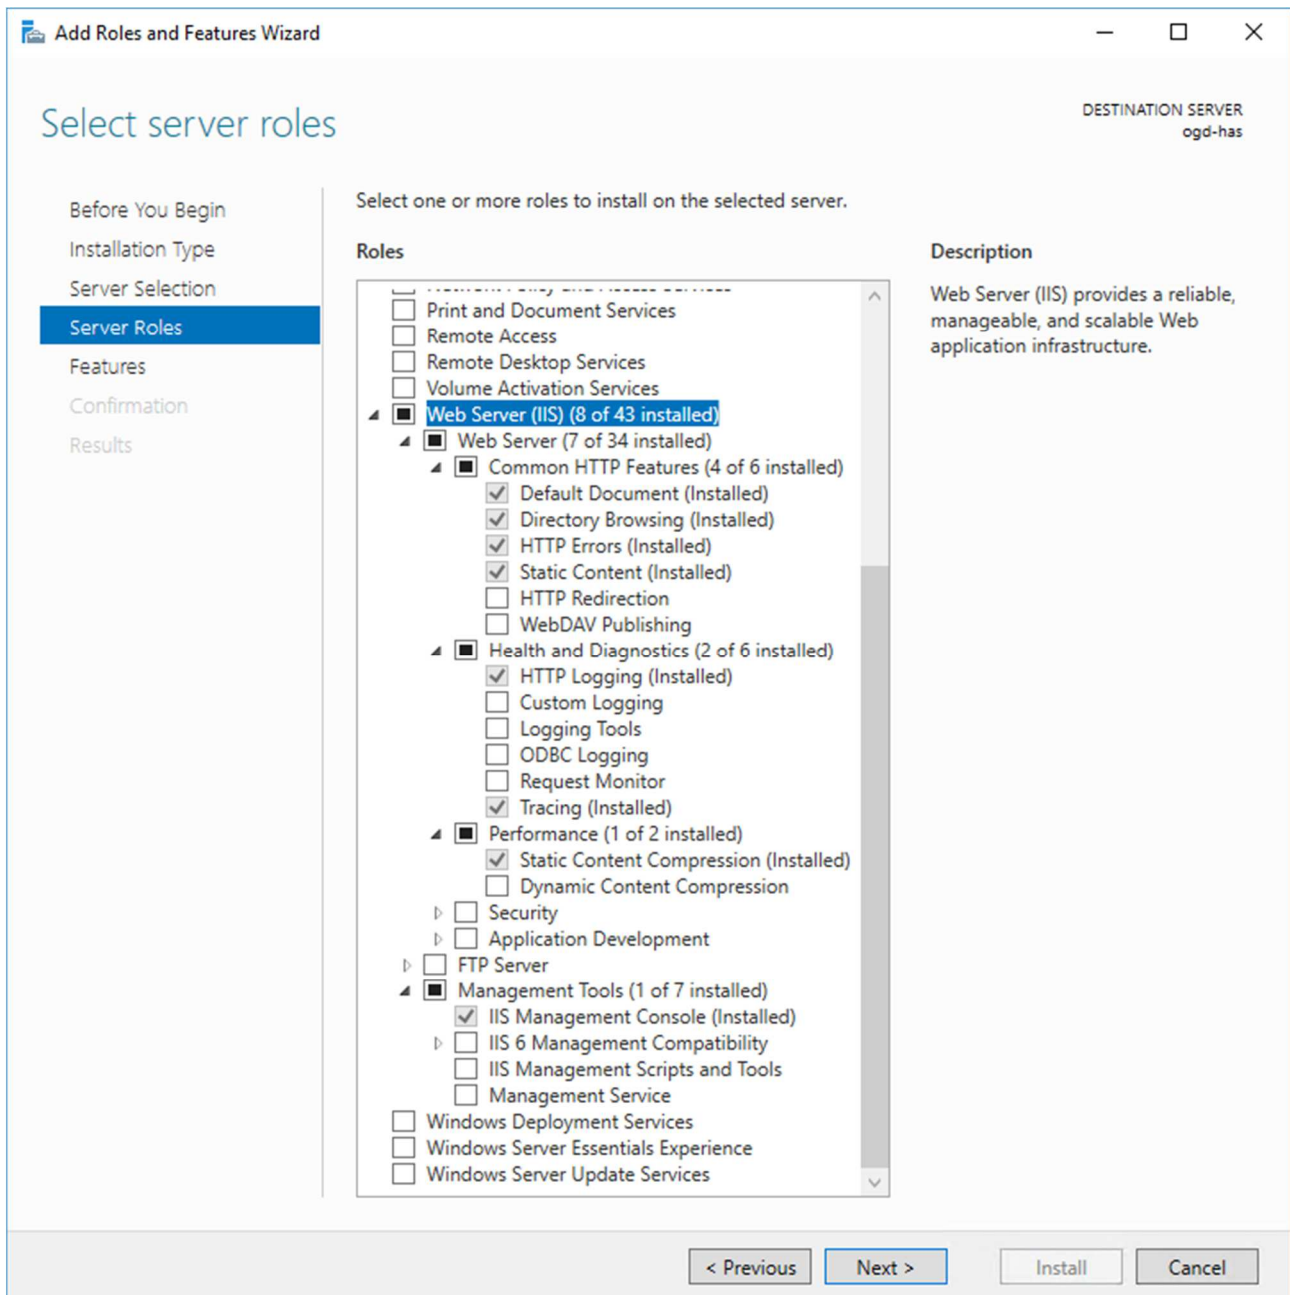 Add Roles and Features Wizard
Select server roles
DESTINATION SERVER
ogd-has
Before You Begin
Installation Type
Server Selection
Server Roles
Features
Confirmation
Results
Select one or more roles to install on the selected server.
Roles
Network Policy and Access Services
Print and Document Services
Remote Access
Remote Desktop Services
Volume Activation Services
Web Server (IIS) (8 of 43 installed)
Web Server (7 of 34 installed)
Common HTTP Features (4 of 6 installed)
Default Document (Installed)
Directory Browsing (Installed)
HTTP Errors (Installed)
Static Content (Installed)
HTTP Redirection
WebDAV Publishing
Health and Diagnostics (2 of 6 installed)
HTTP Logging (Installed)
Custom Logging
Logging Tools
ODBC Logging
Request Monitor
Tracing (Installed)
Performance (1 of 2 installed)
Static Content Compression (Installed)
Dynamic Content Compression
Security
Application Development
FTP Server
Management Tools (1 of 7 installed)
IIS Management Console (Installed)
IIS 6 Management Compatibility
IIS Management Scripts and Tools
Management Service
Windows Deployment Services
Windows Server Essentials Experience
Windows Server Update Services
Description
Web Server (IIS) provides a reliable,
manageable, and scalable Web
application infrastructure.
< Previous
Next >
Install
Cancel